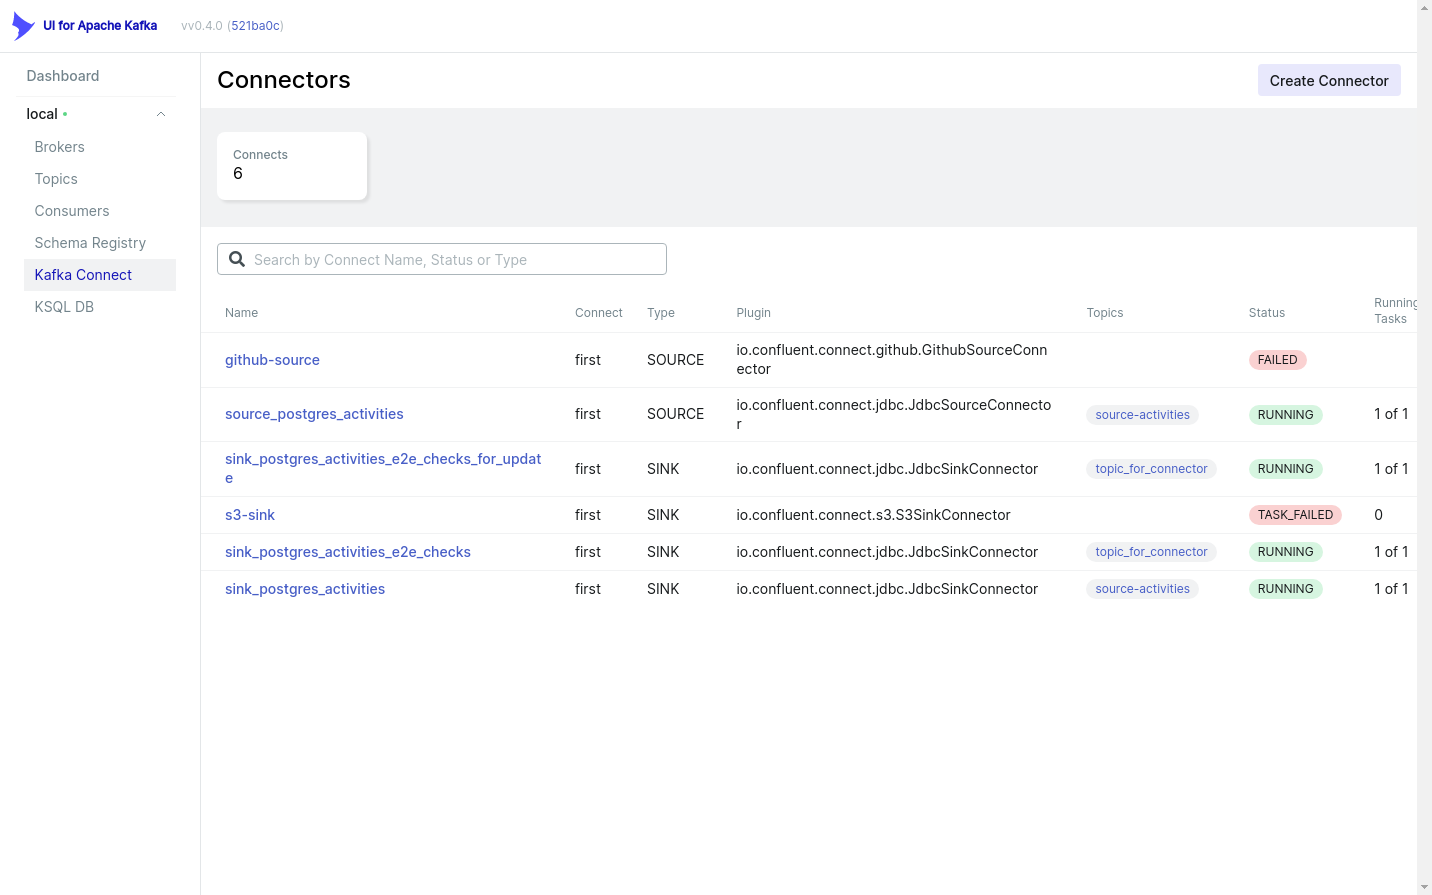 UI for Apache Kafka
vv0.4.0 (521ba0c)
Dashboard
local
Brokers
Topics
Consumers
Schema Registry
Kafka Connect
KSQL DB
Connectors
Create Connector
Connects
6
Search by Connect Name, Status or Type
Name Connect Type Plugin Topics Status Running
Tasks
github-source first SOURCE io.confluent.connect.github.GithubSourceConn
ector FAILED
source_postgres_activities first SOURCE io.confluent.connect.jdbc.JdbcSourceConnecto
r source-activities RUNNING 1 of 1
sink_postgres_activities_e2e_checks_for_updat
e first SINK io.confluent.connect.jdbc.JdbcSinkConnector topic_for_connector RUNNING 1 of 1
s3-sink first SINK io.confluent.connect.s3.S3SinkConnector TASK_FAILED 0
sink_postgres_activities_e2e_checks first SINK io.confluent.connect.jdbc.JdbcSinkConnector topic_for_connector RUNNING 1 of 1
sink_postgres_activities first SINK io.confluent.connect.jdbc.JdbcSinkConnector source-activities RUNNING 1 of 1